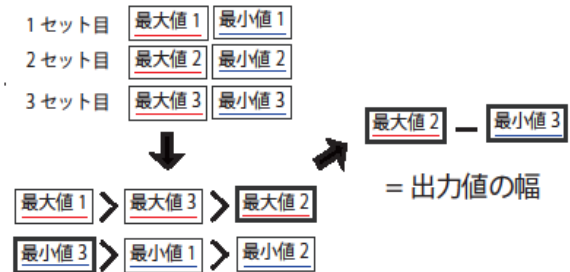 1セット目 最大値1 最小値1
2セット目 最大値2 最小値2
3セット目 最大値3 最小値3
最大値2 ー 最小値3
= 出力値の幅
最大値1 > 最大値3 > 最大値2
最小値3 > 最小値1 > 最小値2